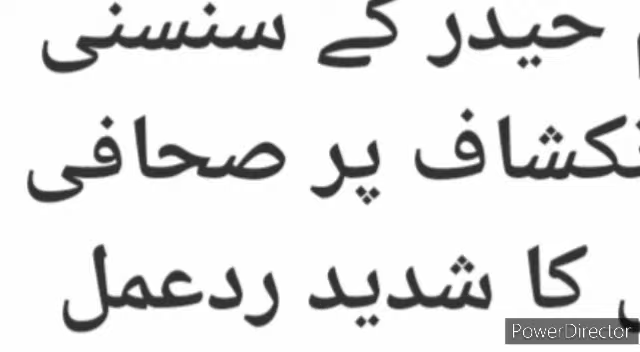 حیدر کے سنسنی
نکشاف پر صحافی
کا شدید ردعمل
PowerDirector